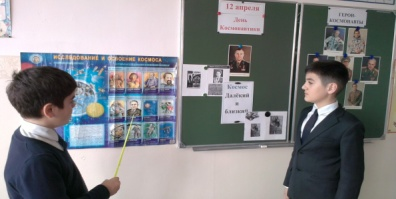 ИССЛЕДОВАНИЕ И ОСВОЕНИЕ КОСМОСА
12 апреля
День
Космонавтики
Космос
Далёкий
и
близкий
ГЕРОИ
КОСМОНАВТЫ